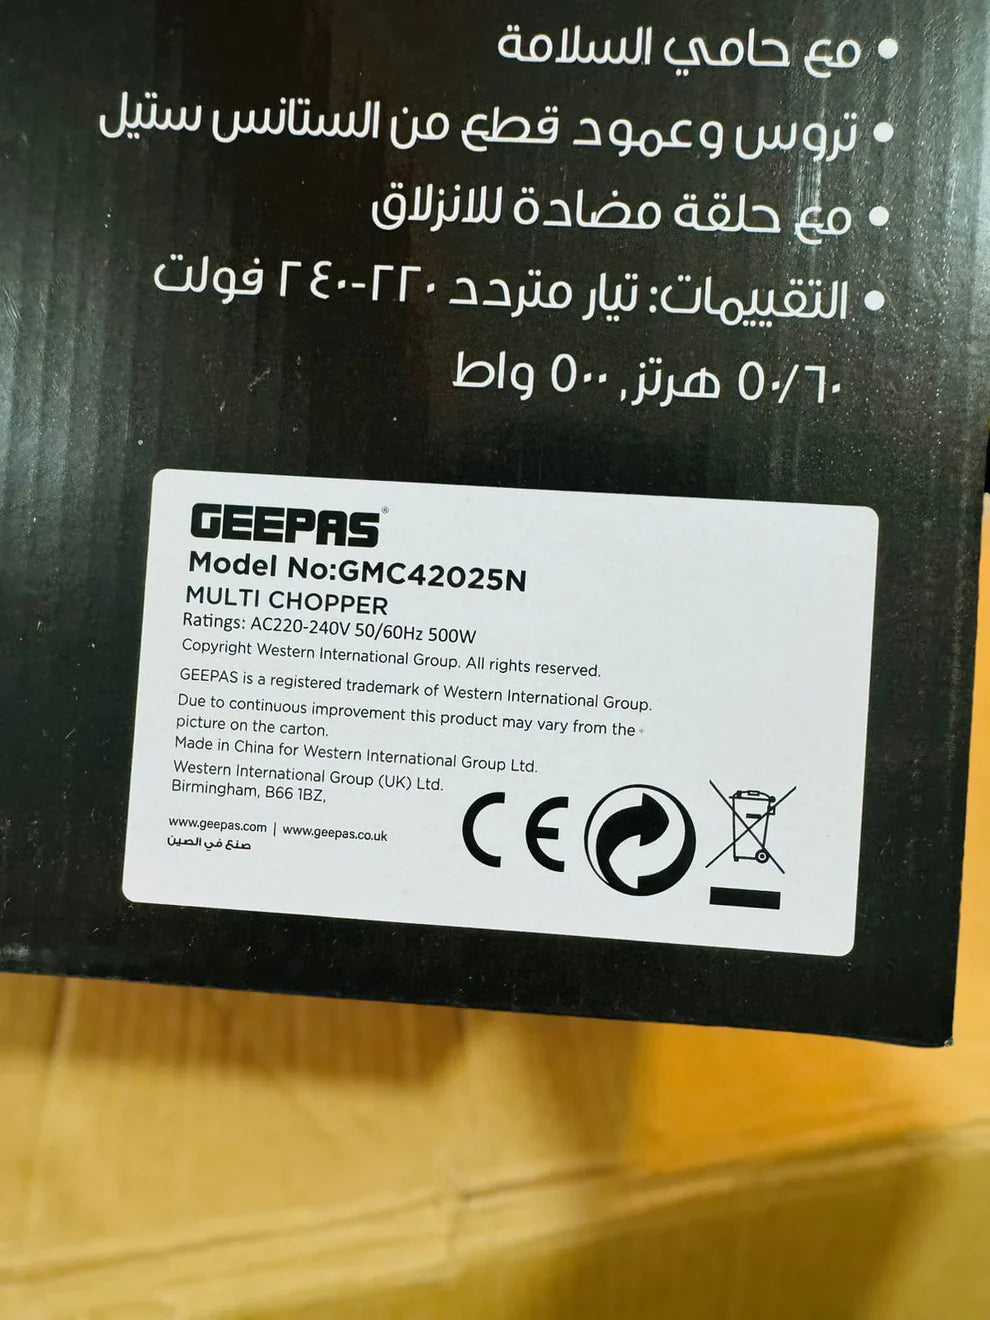 • مع حامي السلامة
• تروس وعمود قطع من الستانس ستيل
• مع حلقة مضادة للانزلاق
• التقييمات: تيار متردد ٢٢٠-٢٤٠ فولت
٥٠/٦٠ هرتز, ٥٠٠ واط
GEEPAS®
Model No:GMC42025N
MULTI CHOPPER
Ratings: AC220-240V 50/60Hz 500W
Copyright Western International Group. All rights reserved.
GEEPAS is a registered trademark of Western International Group.
Due to continuous improvement this product may vary from the
picture on the carton.
Made in China for Western International Group Ltd.
Western International Group (UK) Ltd.
Birmingham, B66 1BZ,
www.geepas.com | www.geepas.co.uk
صنع في الصين
CE